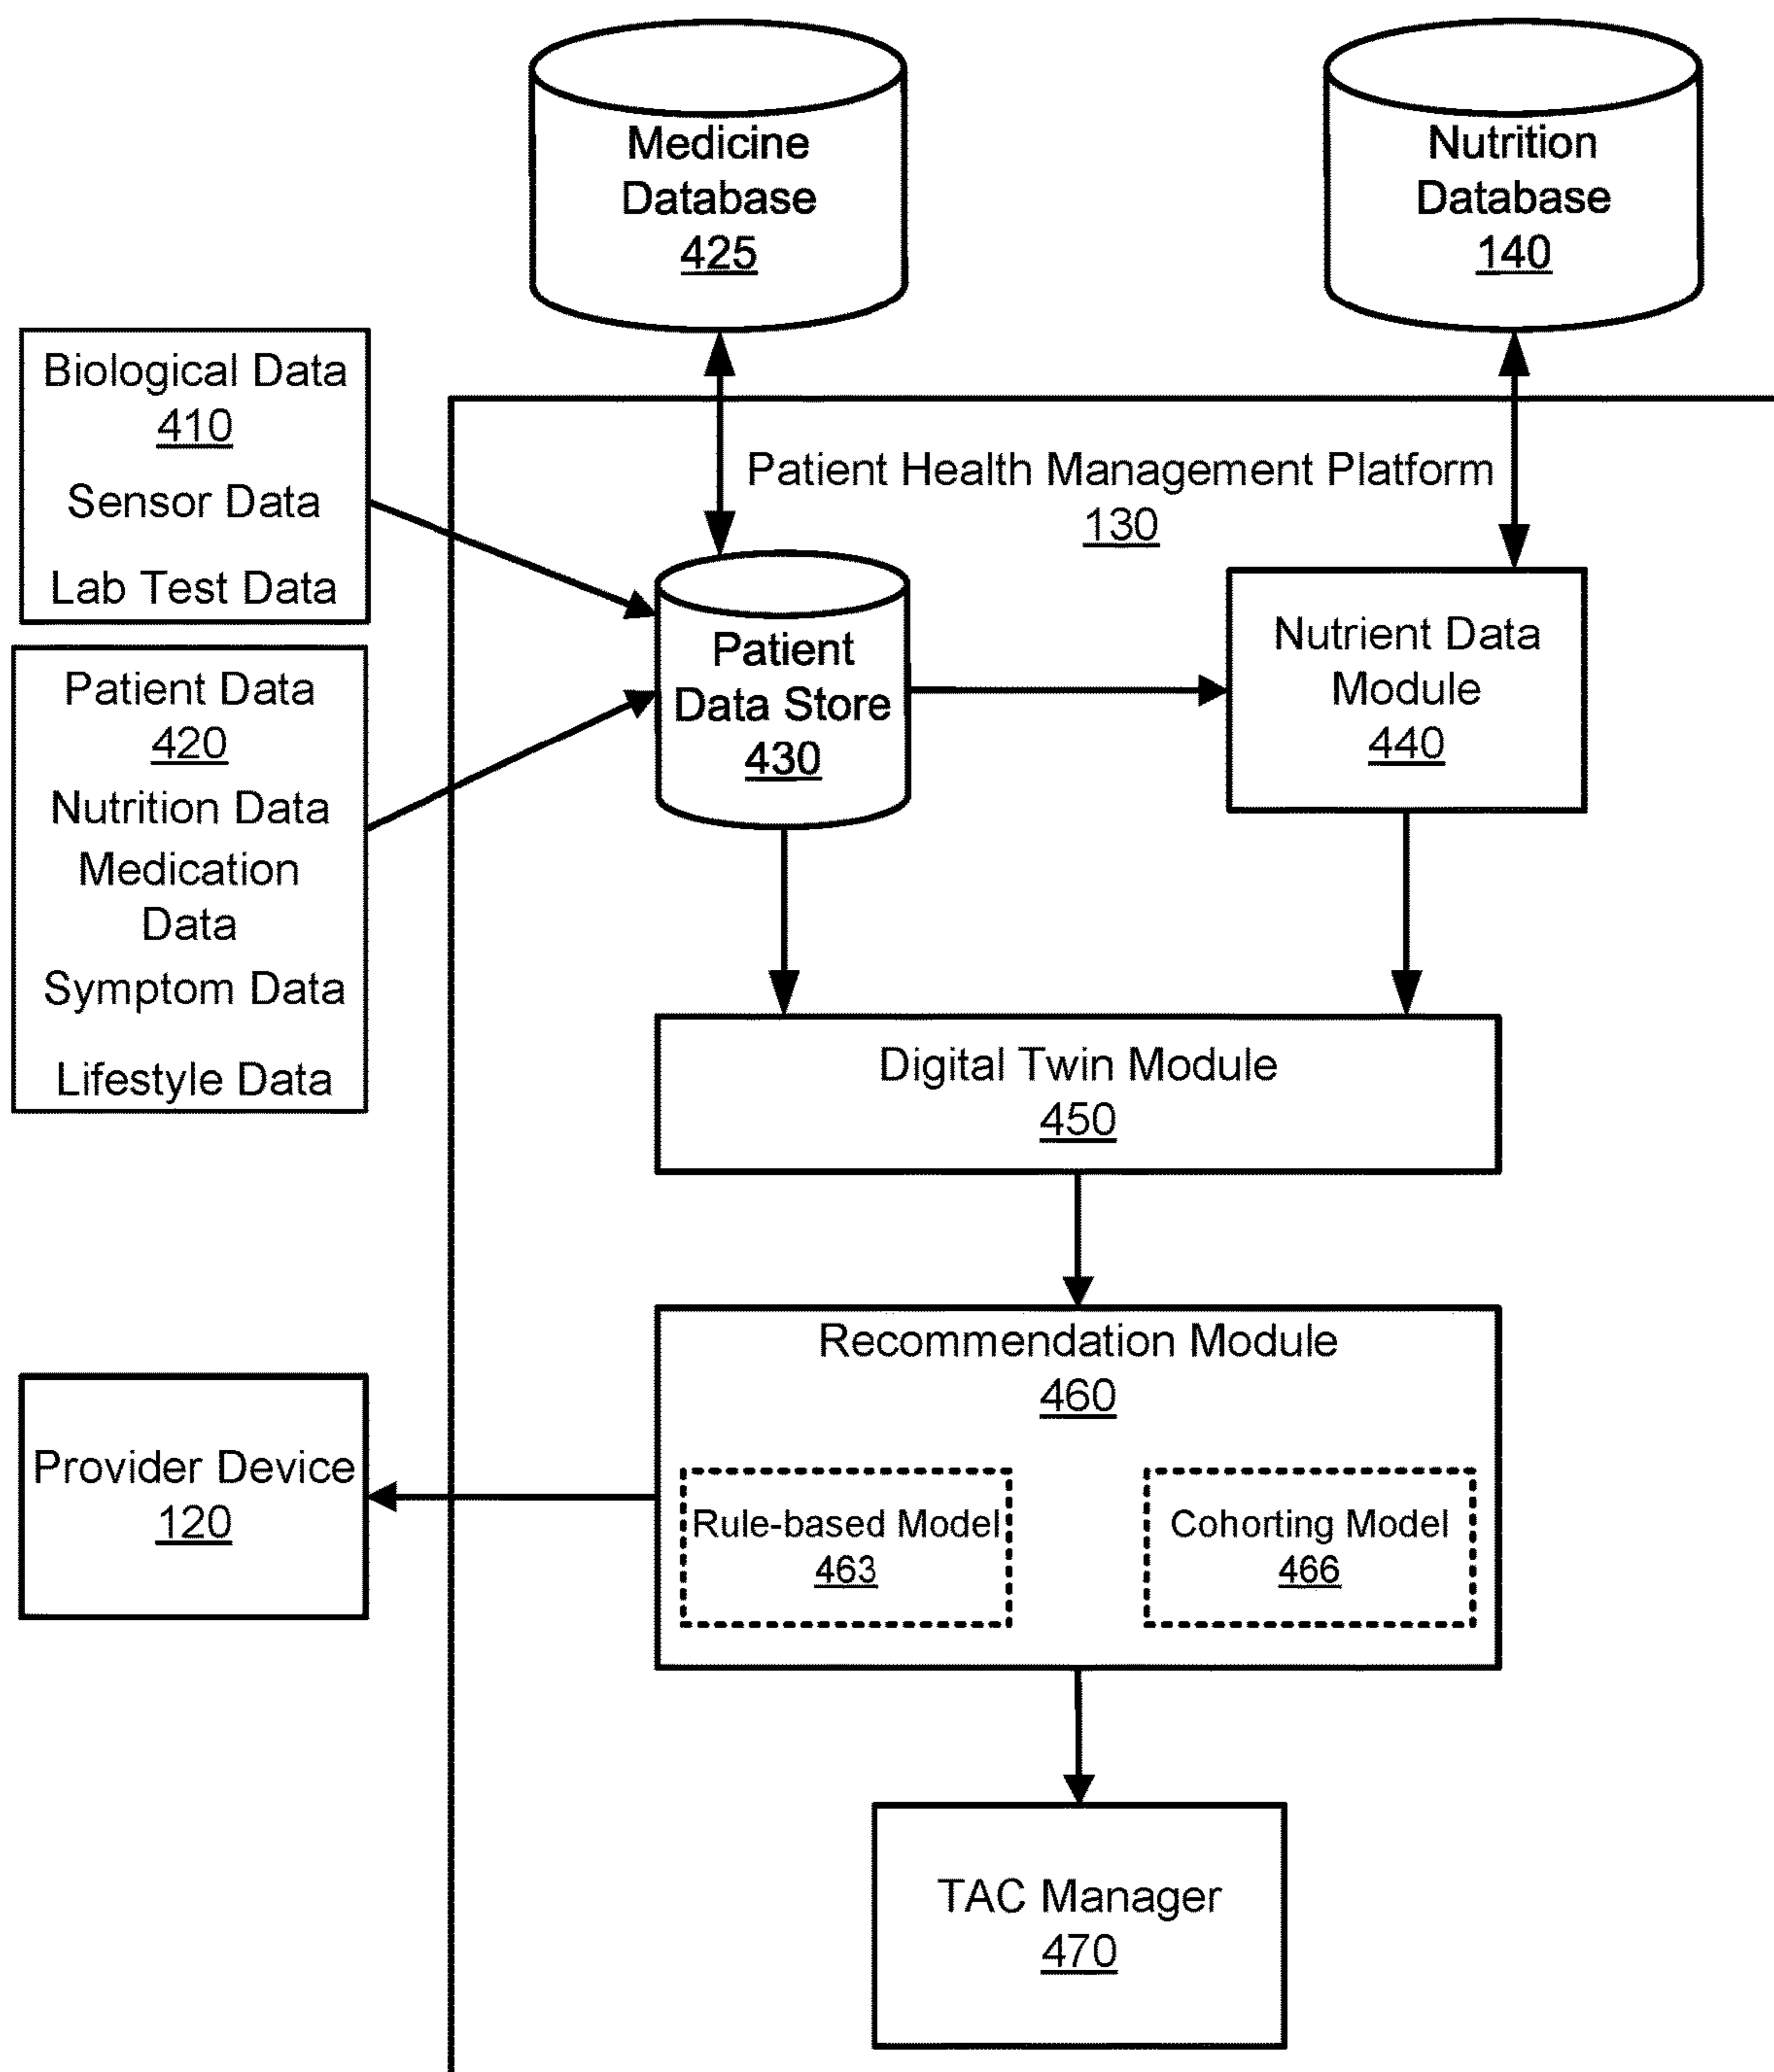 Medicine
Database
425
Nutrition
Database
140
Biological Data
410
Sensor Data
Lab Test Data
Patient Health Management Platform
130
Patient
Data Store
430
Nutrient Data
Module
440
Patient Data
420
Nutrition Data
Medication
Data
Symptom Data
Lifestyle Data
Digital Twin Module
450
Recommendation Module
460
Provider Device
120
Rule-based Model
463
Cohorting Model
466
TAC Manager
470